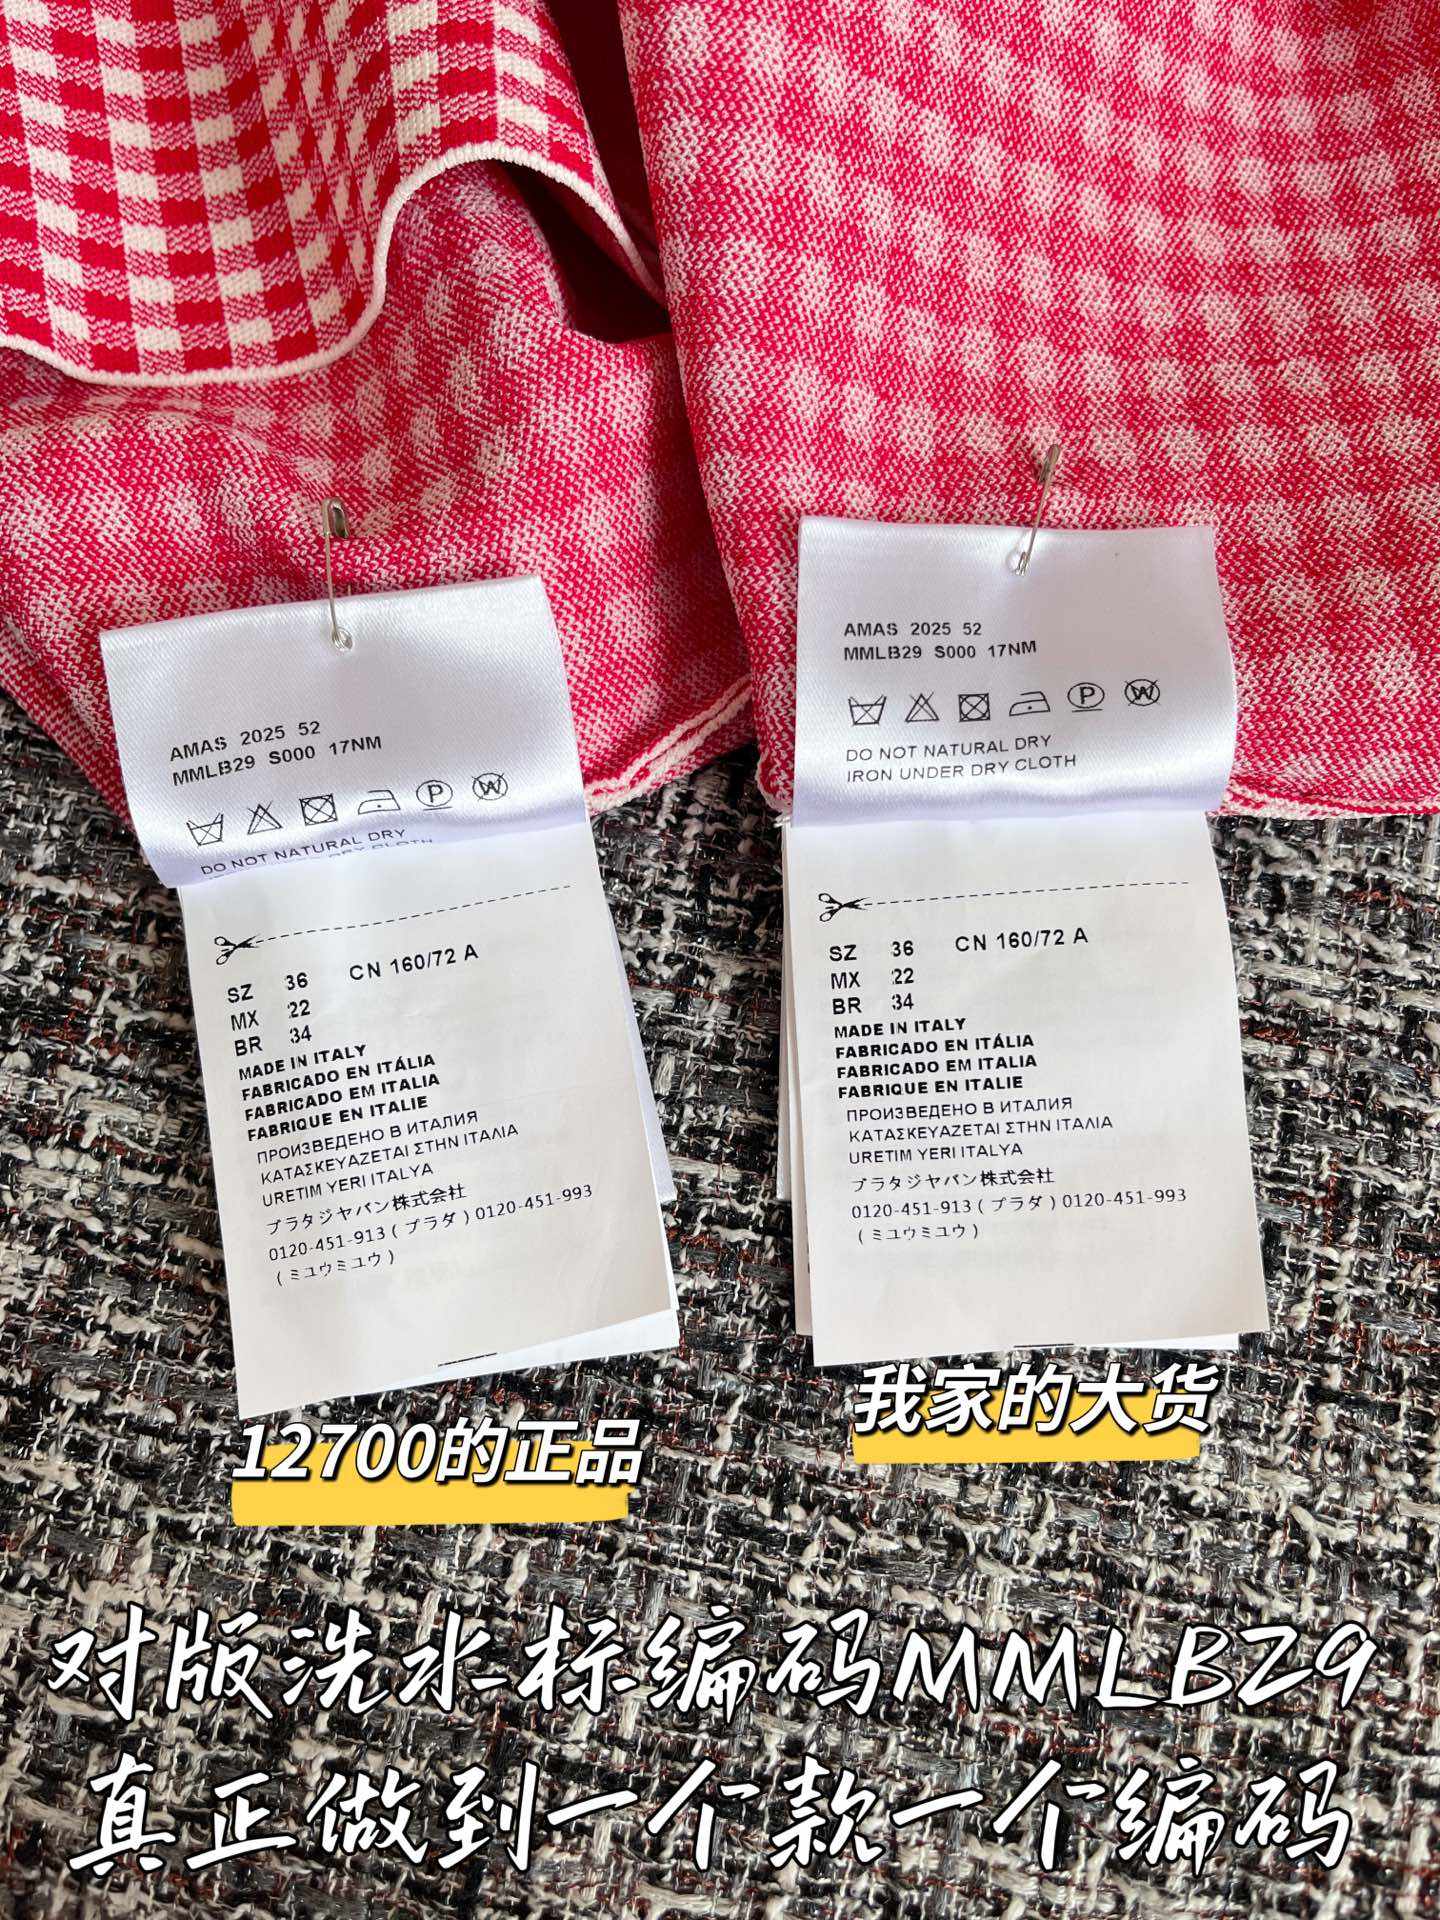 AMAS 2025 52
MMLB29 S000 17NM
P W
DO NOT NATURAL DRY
SZ 36 CN 160/72 A
MX 22
BR 34
MADE IN ITALY
FABRICADO EN ITÁLIA
FABRICADO EM ITALIA
FABRIQUE EN ITALIE
ПРОИЗВЕДЕНО В ИТАЛИЯ
ΚΑΤΑΣΚΕΥΑΖΕΤΑΙ ΣΤΗΝ ΙΤΑΛΙΑ
URETIM YERI ITALYA
プラタジャパン株式会社
0120-451-913 ( プラダ ) 0120-451-993
( ミユウミユウ )
AMAS 2025 52
MMLB29 S000 17NM
P W
DO NOT NATURAL DRY
IRON UNDER DRY CLOTH
SZ 36 CN 160/72 A
MX 22
BR 34
MADE IN ITALY
FABRICADO EN ITÁLIA
FABRICADO EM ITALIA
FABRIQUE EN ITALIE
ПРОИЗВЕДЕНО В ИТАЛИЯ
ΚΑΤΑΣΚΕΥΑΖΕΤΑΙ ΣΤΗΝ ΙΤΑΛΙΑ
URETIM YERI ITALYA
プラタジャパン株式会社
0120-451-913 ( プラダ ) 0120-451-993
( ミユウミユウ )
12700的正品
我家的大货
对版洗水标编码MMLB29
真正做到一个款一个编码